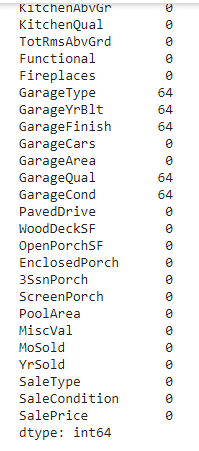 KitchenAbvGr 0
KitchenQual 0
TotRmsAbvGrd 0
Functional 0
Fireplaces 0
GarageType 64
GarageYrBlt 64
GarageFinish 64
GarageCars 0
GarageArea 0
GarageQual 64
GarageCond 64
PavedDrive 0
WoodDeckSF 0
OpenPorchSF 0
EnclosedPorch 0
3SsnPorch 0
ScreenPorch 0
PoolArea 0
MiscVal 0
MoSold 0
YrSold 0
SaleType 0
SaleCondition 0
SalePrice 0
dtype: int64